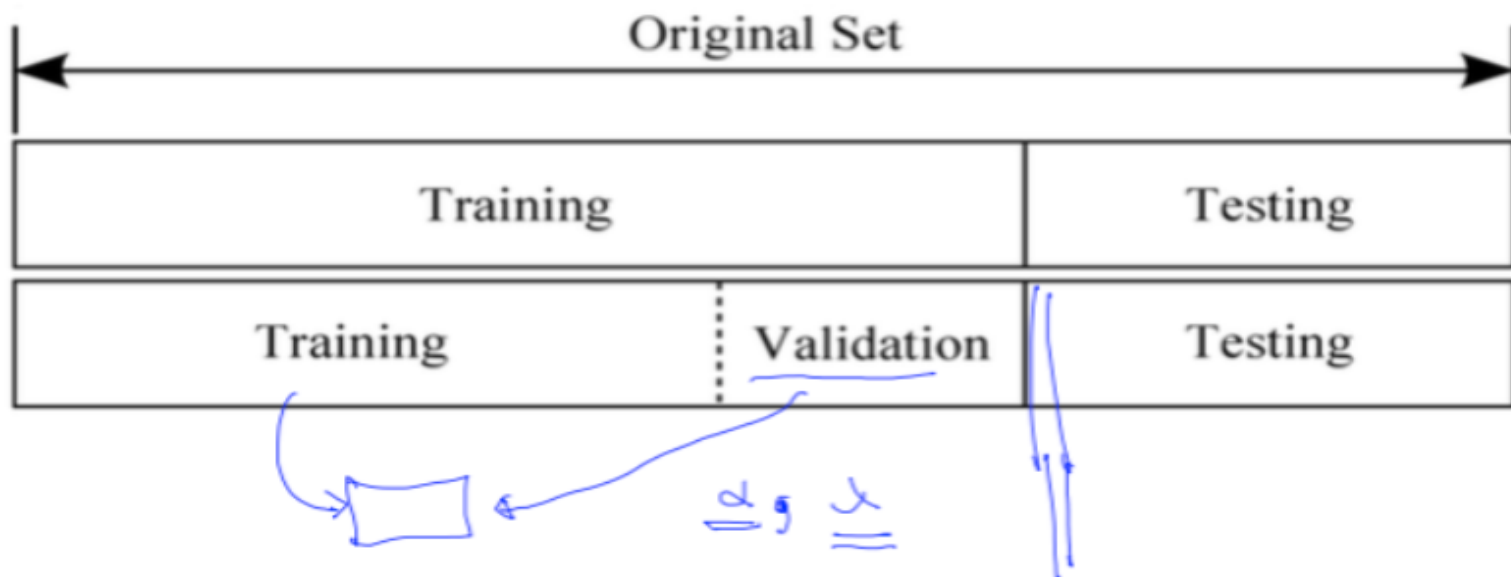 Original Set
Training Testing
Training Validation Testing
α, λ